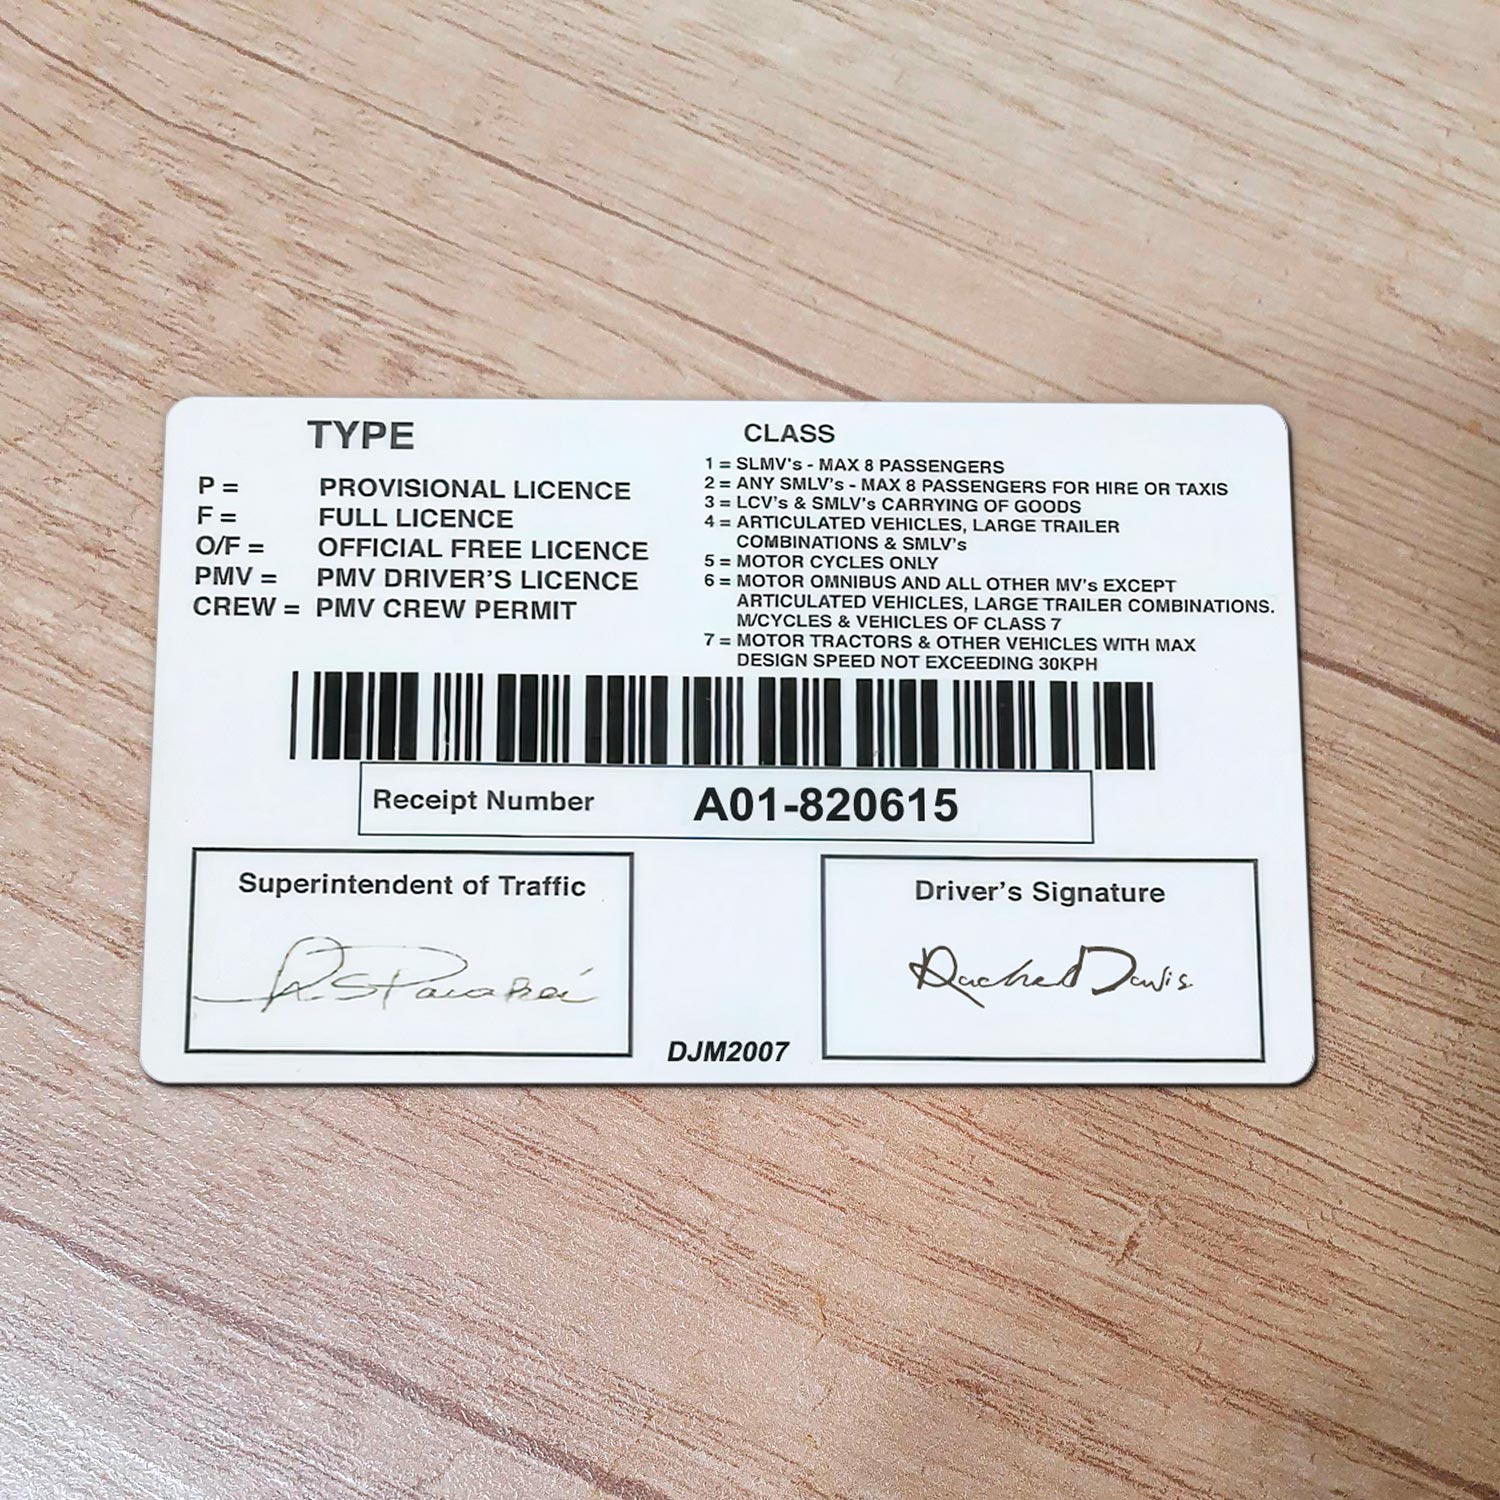 TYPE
P = PROVISIONAL LICENCE
F = FULL LICENCE
O/F = OFFICIAL FREE LICENCE
PMV = PMV DRIVER'S LICENCE
CREW = PMV CREW PERMIT
CLASS
1 = SLMV's - MAX 8 PASSENGERS
2 = ANY SMLV's - MAX 8 PASSENGERS FOR HIRE OR TAXIS
3 = LCV's & SMLV's CARRYING OF GOODS
4 = ARTICULATED VEHICLES, LARGE TRAILER
COMBINATIONS & SMLV's
5 = MOTOR CYCLES ONLY
6 = MOTOR OMNIBUS AND ALL OTHER MV's EXCEPT
ARTICULATED VEHICLES, LARGE TRAILER COMBINATIONS.
M/CYCLES & VEHICLES OF CLASS 7
7 = MOTOR TRACTORS & OTHER VEHICLES WITH MAX
DESIGN SPEED NOT EXCEEDING 30KPH
Receipt Number A01-820615
Superintendent of Traffic
Driver's Signature
Rachel Davis
DJM2007